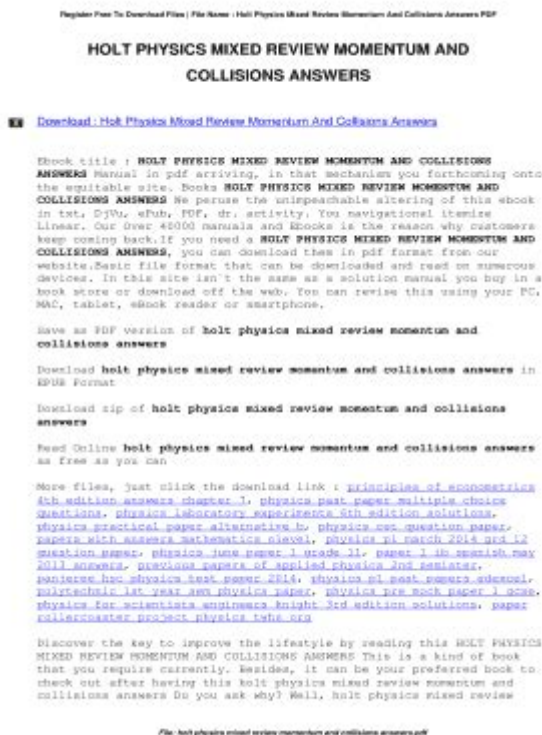 Register Free To Download Files | File Name : Holt Physics Mixed Review Momentum And Collisions Answers PDF
HOLT PHYSICS MIXED REVIEW MOMENTUM AND
COLLISIONS ANSWERS
Download : Holt Physics Mixed Review Momentum And Collisions Answers
Ebook title : HOLT PHYSICS MIXED REVIEW MOMENTUM AND COLLISIONS
ANSWERS Manual in pdf arriving, in that mechanism you forthcoming onto
the equitable site. Books HOLT PHYSICS MIXED REVIEW MOMENTUM AND
COLLISIONS ANSWERS We peruse the unimpeachable altering of this ebook
in txt, DjVu, ePub, PDF, dr. activity. You navigational itemize
Linear. Our Over 40000 manuals and Ebooks is the reason why customers
keep coming back.If you need a HOLT PHYSICS MIXED REVIEW MOMENTUM AND
COLLISIONS ANSWERS, you can download them in pdf format from our
website.Basic file format that can be downloaded and read on numerous
devices. In this site isn't the same as a solution manual you buy in a
book store or download off the web. You can revise this using your PC,
MAC, tablet, eBook reader or smartphone.
Save as PDF version of holt physics mixed review momentum and
collisions answers
Download holt physics mixed review momentum and collisions answers in
EPUB Format
Download zip of holt physics mixed review momentum and collisions
answers
Read Online holt physics mixed review momentum and collisions answers
as free as you can
More files, just click the download link : principles of econometrics
4th edition answers chapter 7, physics past paper multiple choice
questions, physics laboratory experiments 6th edition solutions,
physics practical paper alternative b, physics cet question paper,
papers with answers mathematics olevel, physics p1 march 2014 grd 12
question paper, physics june paper 1 grade 11, paper 1 ib spanish may
2013 answers, previous papers of applied physics 2nd semister,
panjeree hsc physics test paper 2014, physics p1 past papers edexcel,
polytechnic 1st year sem physics paper, physics pre mock paper 1 gcse,
physics for scientists engineers knight 3rd edition solutions, paper
rollercoaster project physics twhs org
Discover the key to improve the lifestyle by reading this HOLT PHYSICS
MIXED REVIEW MOMENTUM AND COLLISIONS ANSWERS This is a kind of book
that you require currently. Besides, it can be your preferred book to
check out after having this holt physics mixed review momentum and
collisions answers Do you ask why? Well, holt physics mixed review
File: holt physics mixed review momentum and collisions answers.pdf